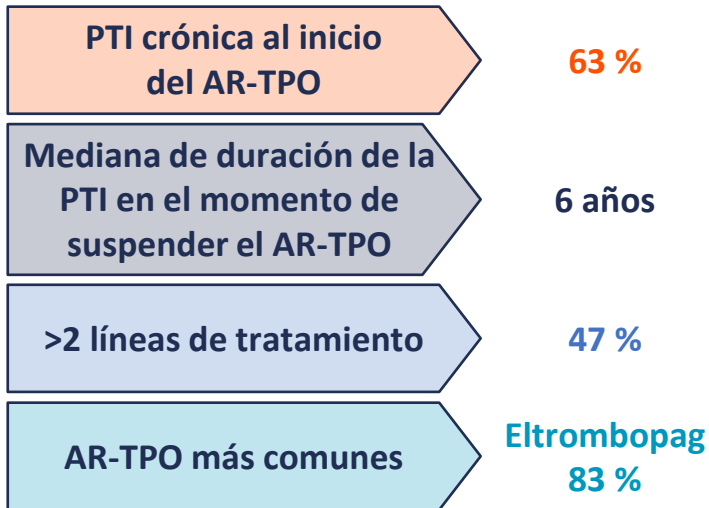 PTI crónica al inicio
del AR-TPO
63 %
Mediana de duración de la
PTI en el momento de
suspender el AR-TPO
6 años
>2 líneas de tratamiento
47 %
AR-TPO más comunes
Eltrombopag
83 %